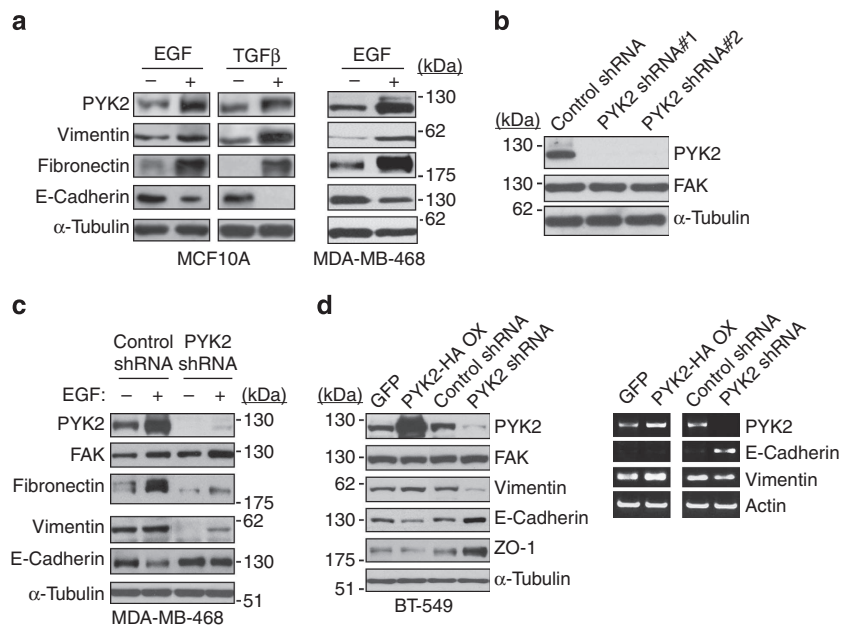 a
EGF TGFβ EGF (kDa)
– + – + – +
PYK2 -130
Vimentin -62
Fibronectin -175
E-Cadherin -130
α-Tubulin -62
MCF10A MDA-MB-468
b
Control shRNA PYK2 shRNA#1 PYK2 shRNA#2
(kDa)
130 - PYK2
130 - FAK
62 - α-Tubulin
c
Control shRNA PYK2 shRNA
EGF: – + – + (kDa)
PYK2 -130
FAK -130
Fibronectin -175
Vimentin -62
E-Cadherin -130
α-Tubulin -51
MDA-MB-468
d
GFP PYK2-HA OX Control shRNA PYK2 shRNA
(kDa)
130 - PYK2
130 - FAK
62 - Vimentin
130 - E-Cadherin
175 - ZO-1
51 - α-Tubulin
BT-549
GFP PYK2-HA OX Control shRNA PYK2 shRNA
PYK2
E-Cadherin
Vimentin
Actin